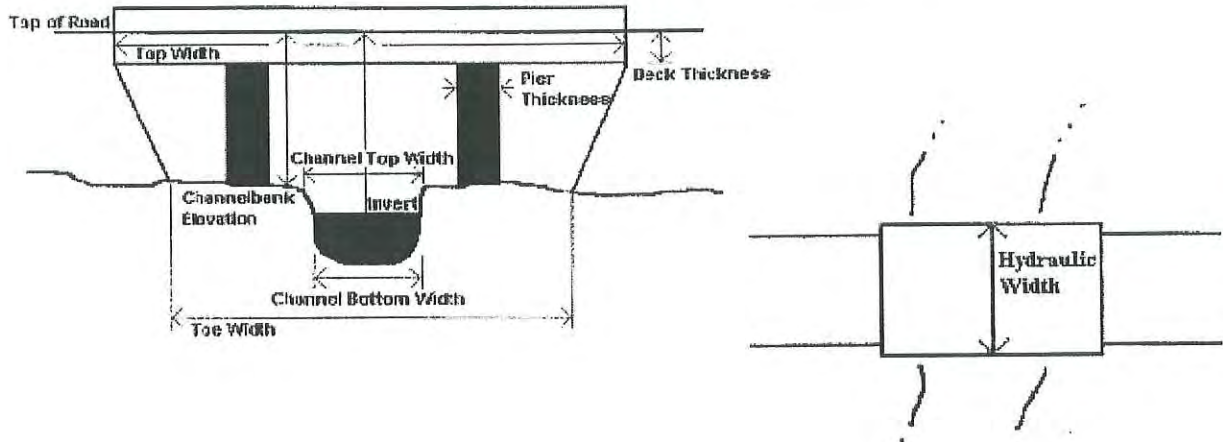 Top of Road
Top Width
Pier
Thickness
Deck Thickness
Channel Top Width
Channelbank
Elevation
Invert
Channel Bottom Width
Toe Width
Hydraulic
Width